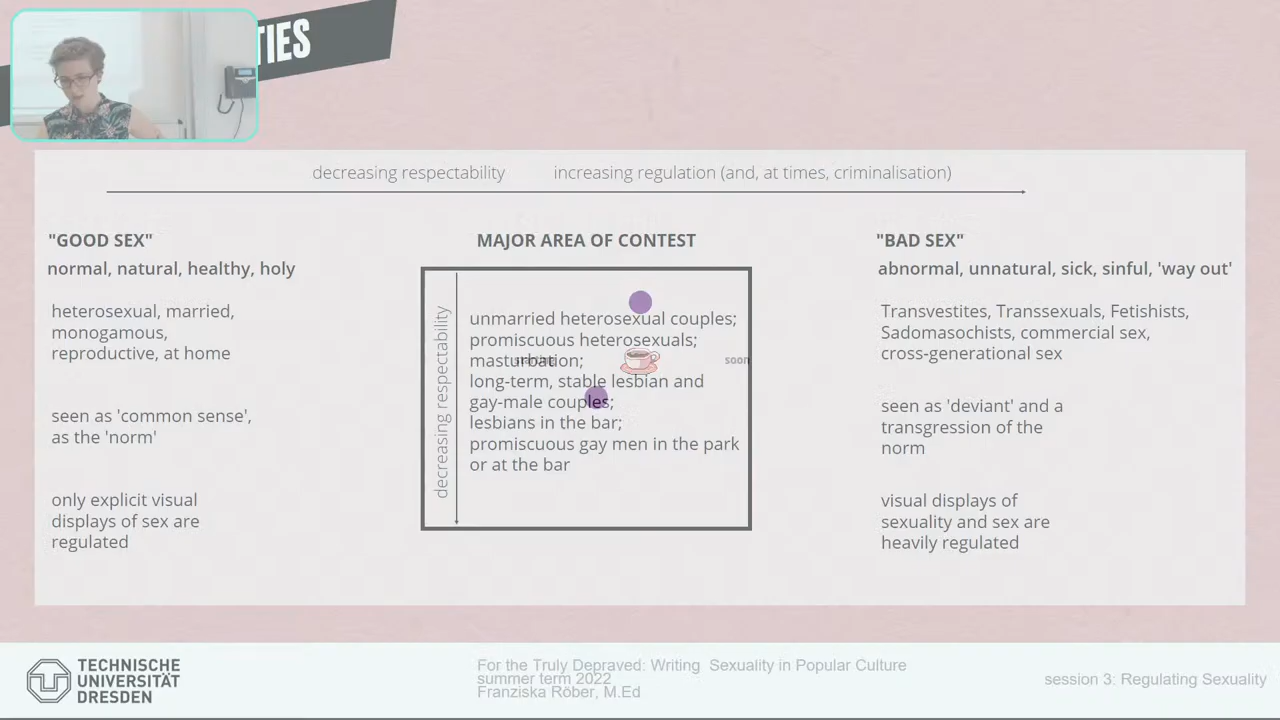 TIES
decreasing respectability
increasing regulation (and, at times, criminalisation)
"GOOD SEX"
normal, natural, healthy, holy
heterosexual, married,
monogamous,
reproductive, at home
seen as 'common sense',
as the 'norm'
only explicit visual
displays of sex are
regulated
MAJOR AREA OF CONTEST
decreasing respectability
unmarried heterosexual couples;
promiscuous heterosexuals;
masturbation;
soon
long-term, stable lesbian and
gay-male couples;
lesbians in the bar;
promiscuous gay men in the park
or at the bar
"BAD SEX"
abnormal, unnatural, sick, sinful, 'way out'
Transvestites, Transsexuals, Fetishists,
Sadomasochists, commercial sex,
cross-generational sex
seen as 'deviant' and a
transgression of the
norm
visual displays of
sexuality and sex are
heavily regulated
TECHNISCHE
UNIVERSITÄT
DRESDEN
For the Truly Depraved: Writing Sexuality in Popular Culture
summer term 2022
Franziska Röber, M.Ed
session 3: Regulating Sexuality